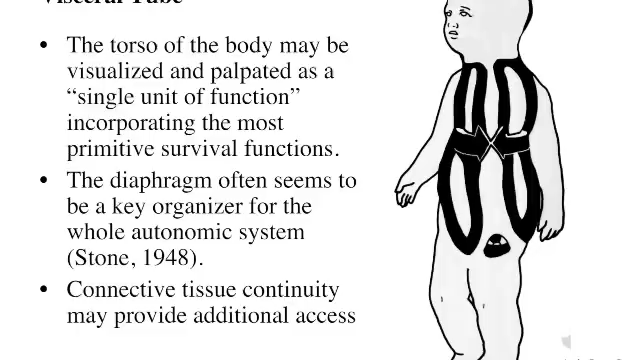 Visceral Tube
• The torso of the body may be
visualized and palpated as a
“single unit of function”
incorporating the most
primitive survival functions.
• The diaphragm often seems to
be a key organizer for the
whole autonomic system
(Stone, 1948).
• Connective tissue continuity
may provide additional access